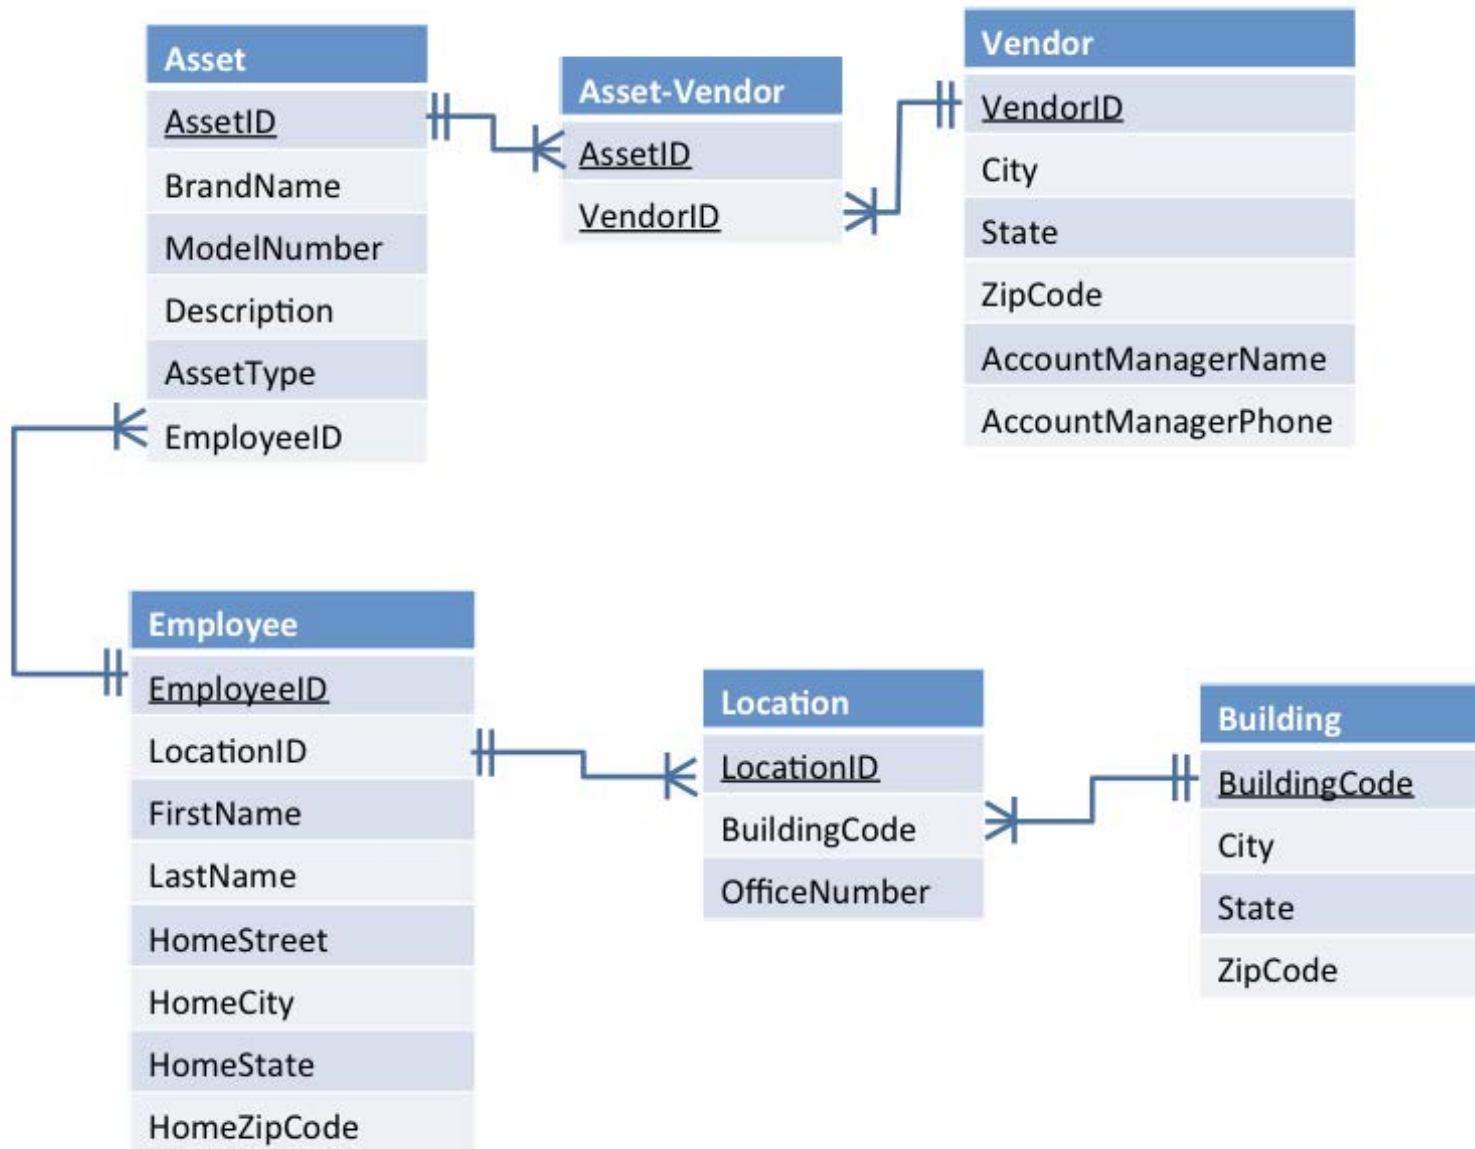 Asset
AssetID
BrandName
ModelNumber
Description
AssetType
EmployeeID
Asset-Vendor
AssetID
VendorID
Vendor
VendorID
City
State
ZipCode
AccountManagerName
AccountManagerPhone
Employee
EmployeeID
LocationID
FirstName
LastName
HomeStreet
HomeCity
HomeState
HomeZipCode
Location
LocationID
BuildingCode
OfficeNumber
Building
BuildingCode
City
State
ZipCode